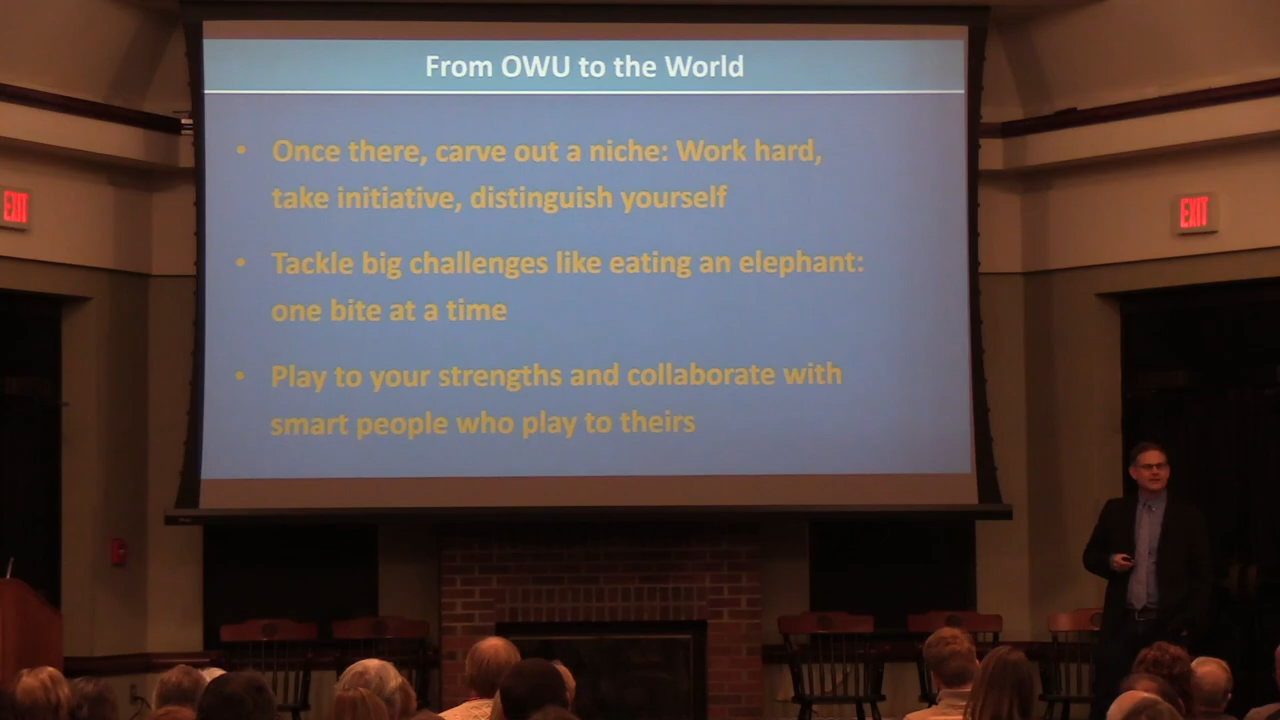 From OWU to the World
• Once there, carve out a niche: Work hard,
take initiative, distinguish yourself
• Tackle big challenges like eating an elephant:
one bite at a time
• Play to your strengths and collaborate with
smart people who play to theirs
EXIT
EXIT